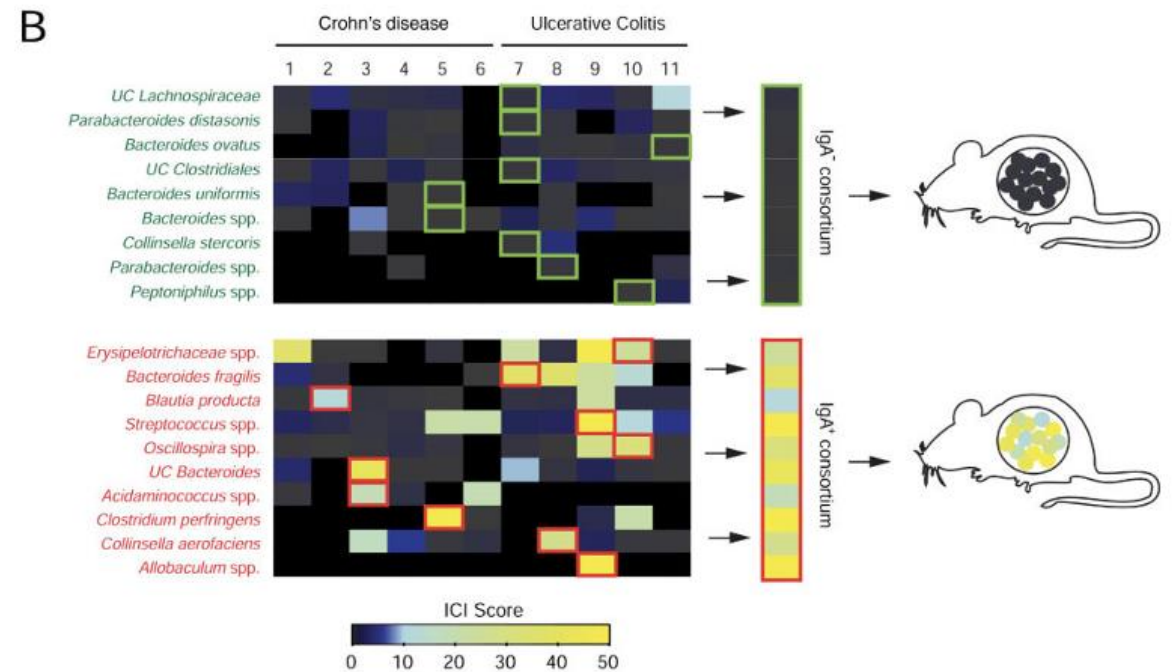 B
Crohn's disease
Ulcerative Colitis
1 2 3 4 5 6 7 8 9 10 11
UC Lachnospiraceae
Parabacteroides distasonis
Bacteroides ovatus
UC Clostridiales
Bacteroides uniformis
Bacteroides spp.
Collinsella stercoris
Parabacteroides spp.
Peptoniphilus spp.
IgA⁻ consortium
Erysipelotrichaceae spp.
Bacteroides fragilis
Blautia producta
Streptococcus spp.
Oscillospira spp.
UC Bacteroides
Acidaminococcus spp.
Clostridium perfringens
Collinsella aerofaciens
Allobaculum spp.
IgA⁺ consortium
ICI Score
0 10 20 30 40 50